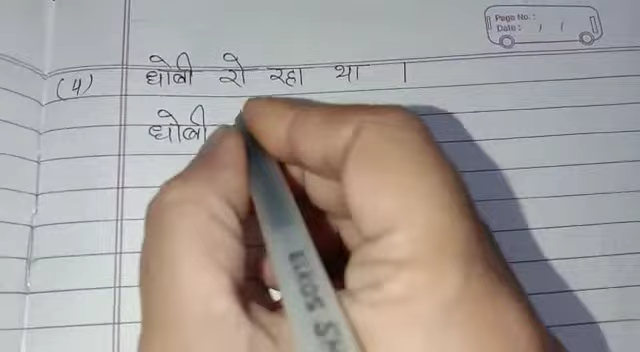 Page No. :
Date : / /
(4) धोबी रो रहा था ।
धोबी